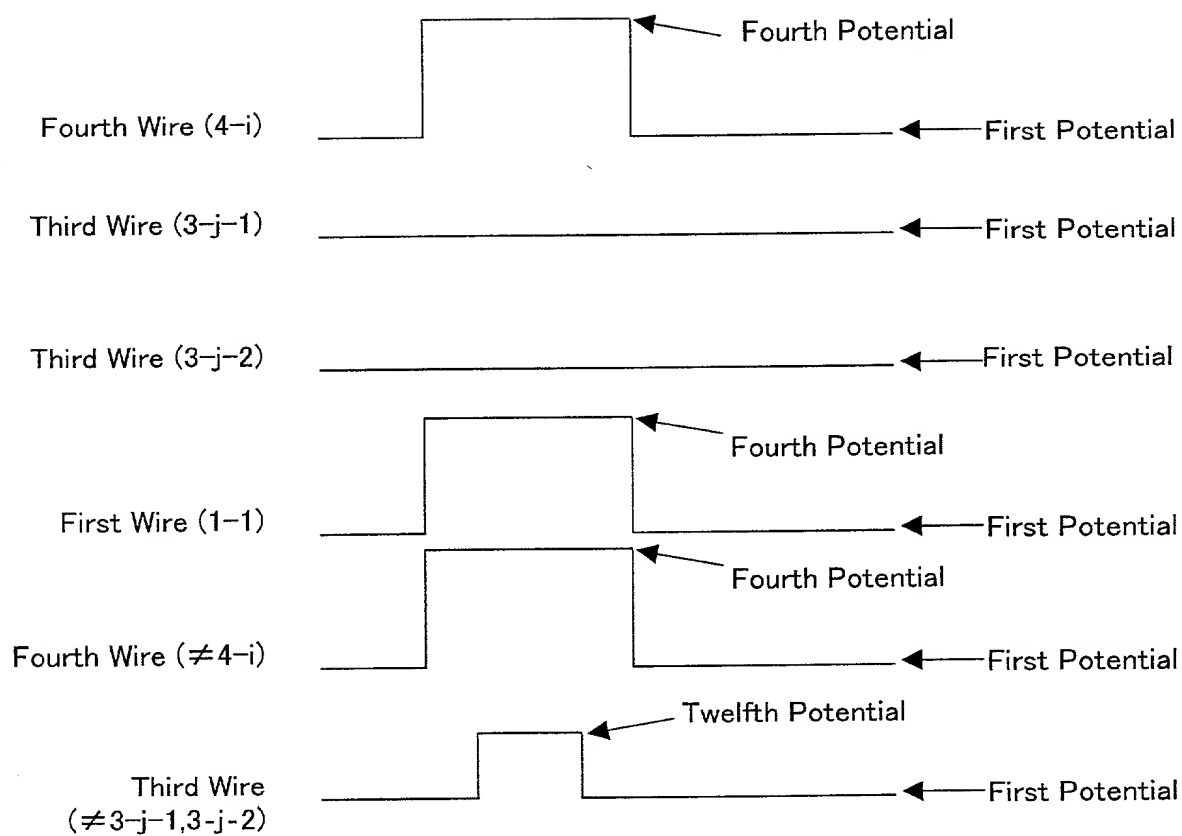 Fourth Potential
Fourth Wire (4-i)
First Potential
Third Wire (3-j-1)
First Potential
Third Wire (3-j-2)
First Potential
Fourth Potential
First Wire (1-1)
First Potential
Fourth Potential
Fourth Wire (≠4-i)
First Potential
Twelfth Potential
Third Wire
(≠3-j-1,3-j-2)
First Potential